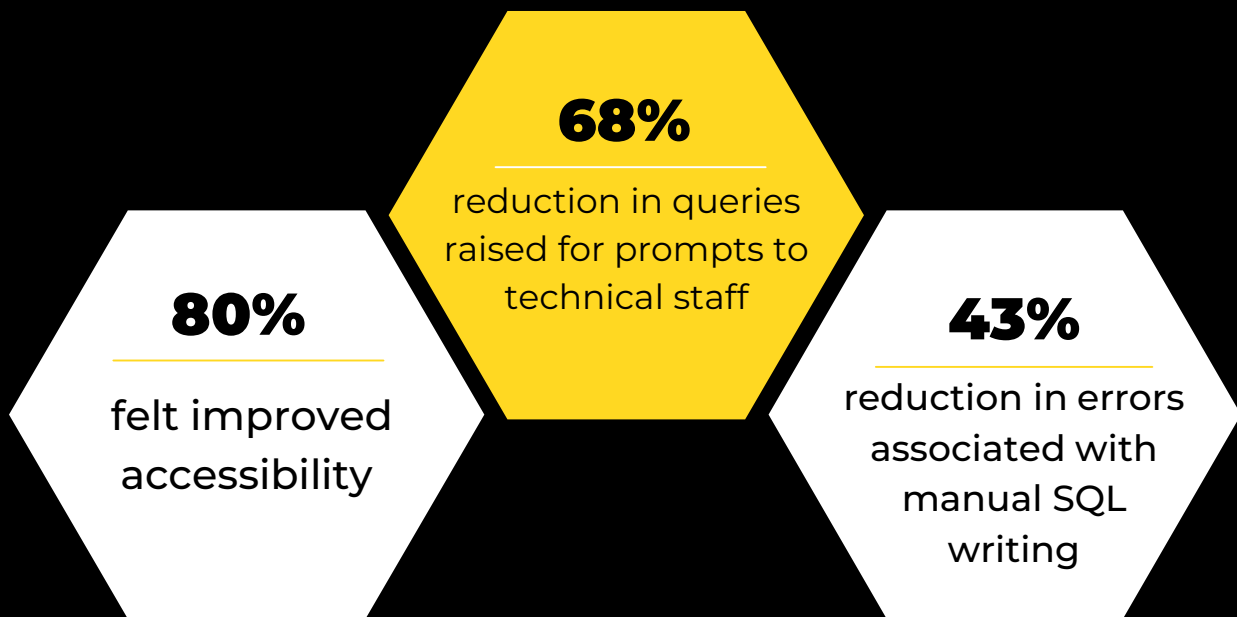 80%
felt improved
accessibility
68%
reduction in queries
raised for prompts to
technical staff
43%
reduction in errors
associated with
manual SQL
writing